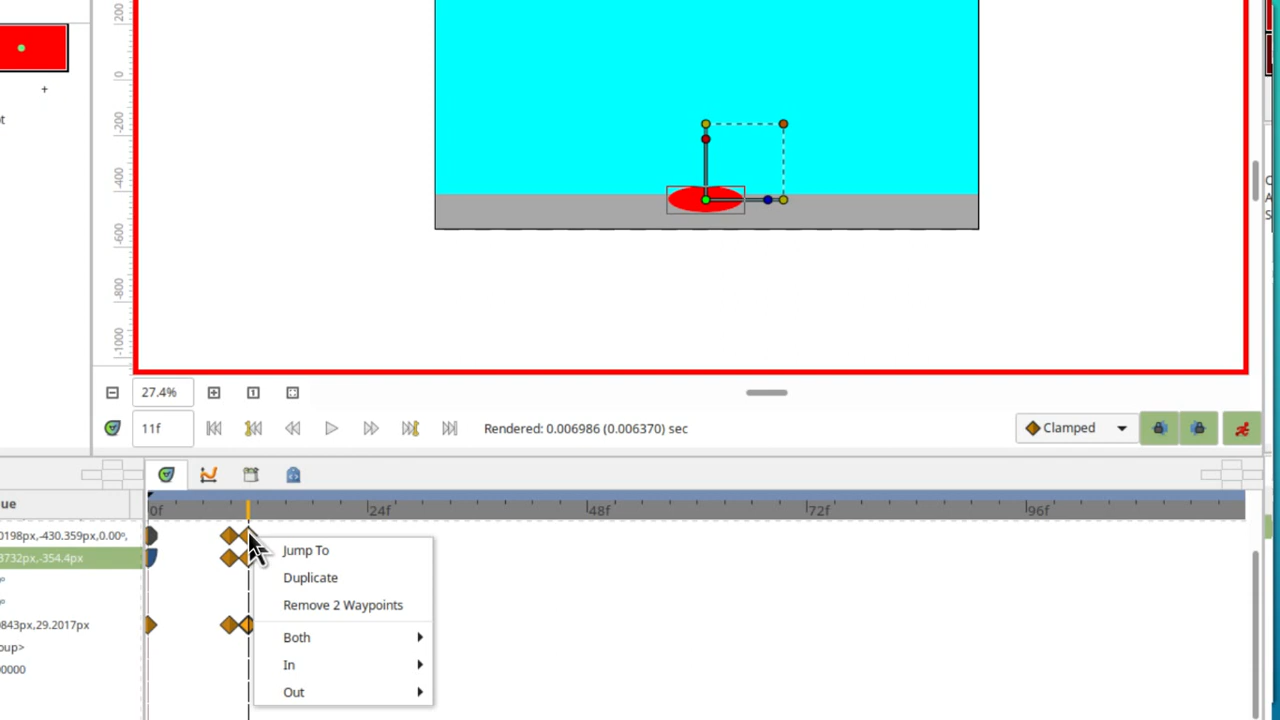 200
0
-200
-400
-600
-800
-1000
+
27.4%
11f
Rendered: 0.006986 (0.006370) sec
Clamped
ue
0f
24f
48f
72f
96f
0198px,-430.359px,0.00º,
3732px,-354.4px
º
º
843px,29.2017px
oup>
00000
Jump To
Duplicate
Remove 2 Waypoints
Both
In
Out